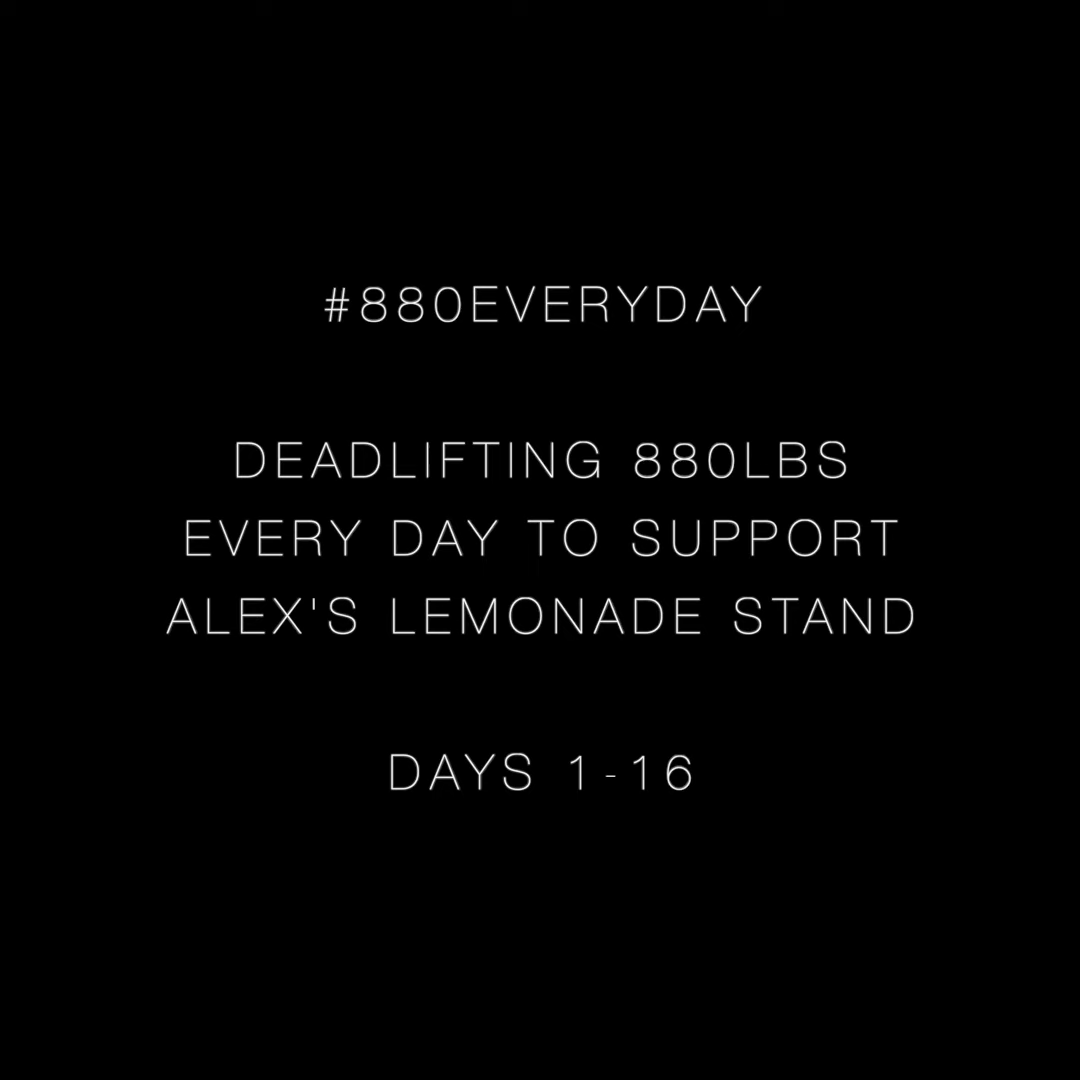 #880EVERYDAY
DEADLIFTING 880LBS
EVERY DAY TO SUPPORT
ALEX'S LEMONADE STAND
DAYS 1-16